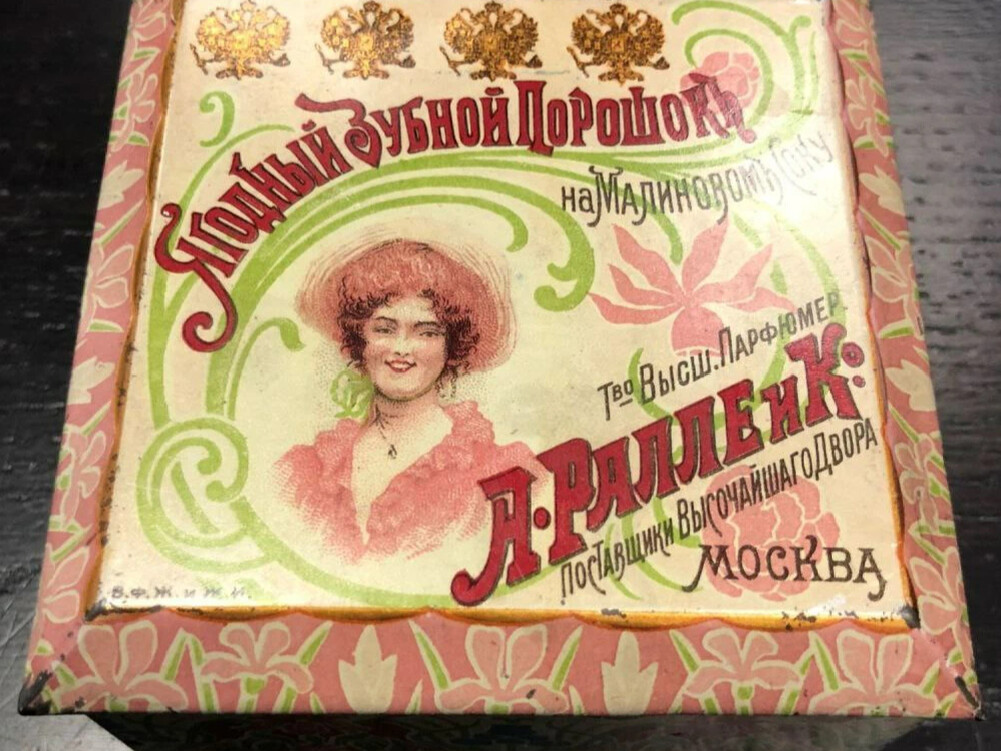 Ягодный Зубной Порошокъ
на Малиновомъ Соку
Тво Высш. Парфюмер.
А. Ралле и Ко:
поставщики Высочайшаго Двора
Москва
В.Ф.Ж. и Ж.И.